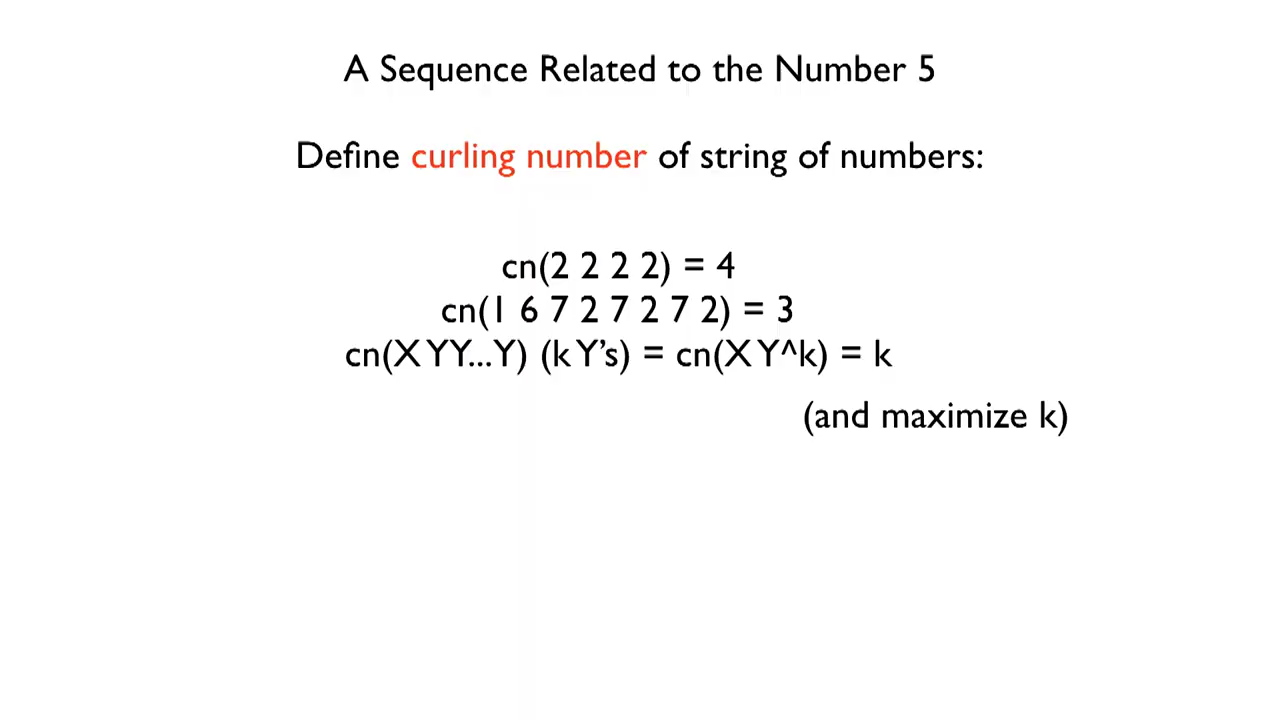 A Sequence Related to the Number 5
Define curling number of string of numbers:
cn(2 2 2 2) = 4
cn(1 6 7 2 7 2 7 2) = 3
cn(X YY...Y) (k Y's) = cn(X Y^k) = k
(and maximize k)